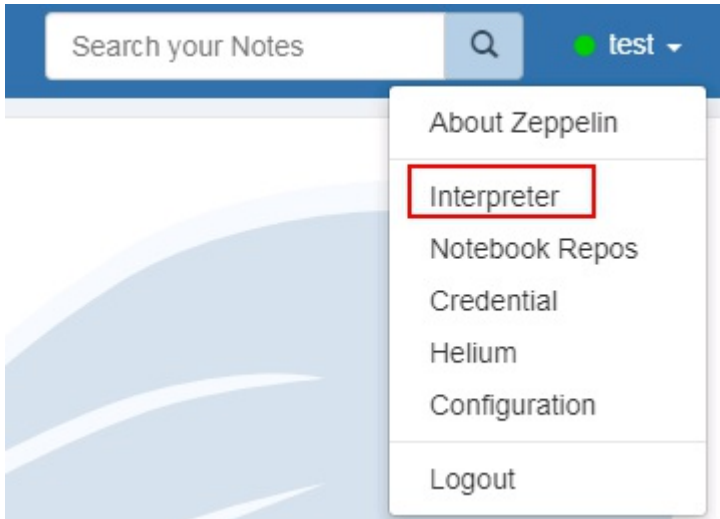 Search your Notes
test
About Zeppelin
Interpreter
Notebook Repos
Credential
Helium
Configuration
Logout